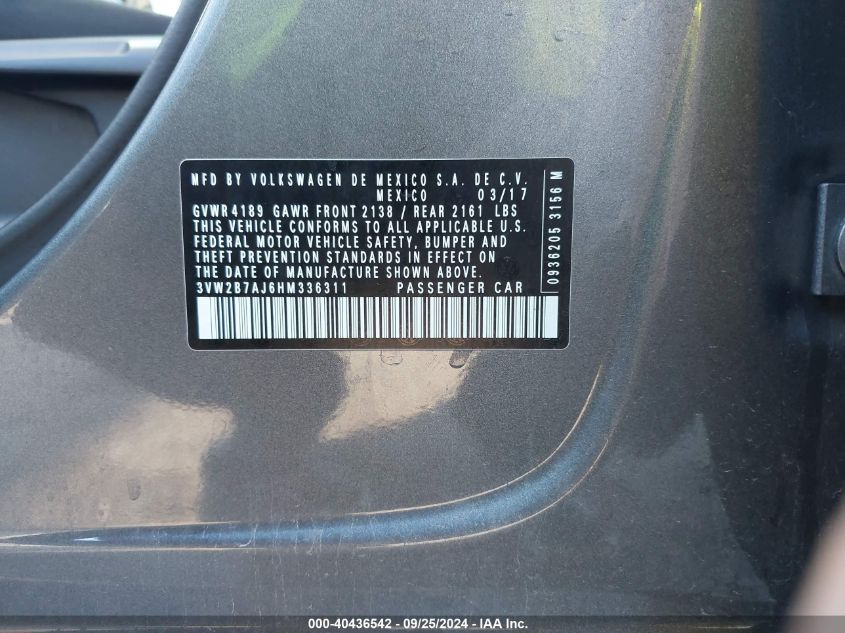 MFD BY VOLKSWAGEN DE MEXICO S.A. DE C.V.
MEXICO 03/17
GVWR 4189 GAWR FRONT 2138 / REAR 2161 LBS
THIS VEHICLE CONFORMS TO ALL APPLICABLE U.S.
FEDERAL MOTOR VEHICLE SAFETY, BUMPER AND
THEFT PREVENTION STANDARDS IN EFFECT ON
THE DATE OF MANUFACTURE SHOWN ABOVE.
3VW2B7AJ6HM336311 PASSENGER CAR
0936205 3156 M
000-40436542 - 09/25/2024 - IAA Inc.